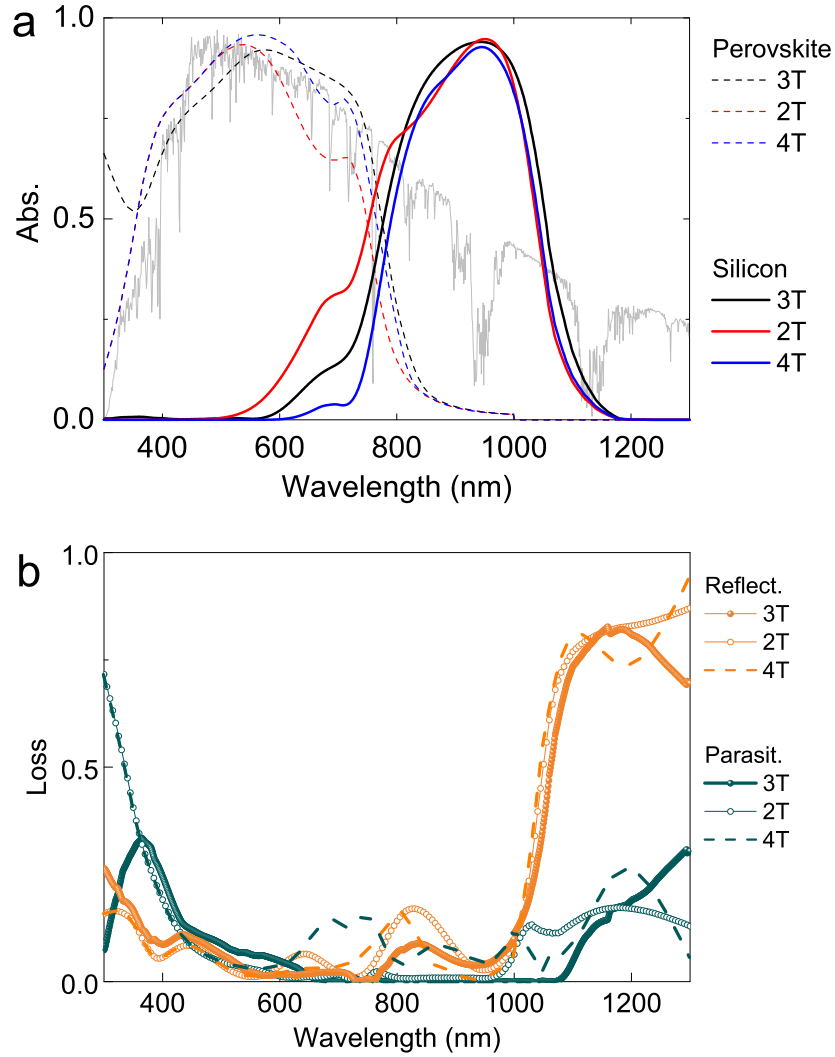 a
1.0
0.5
0.0
Abs.
400
600
800
1000
1200
Wavelength (nm)
Perovskite
3T
2T
4T
Silicon
3T
2T
4T
b
1.0
0.5
0.0
Loss
400
600
800
1000
1200
Wavelength (nm)
Reflect.
3T
2T
4T
Parasit.
3T
2T
4T